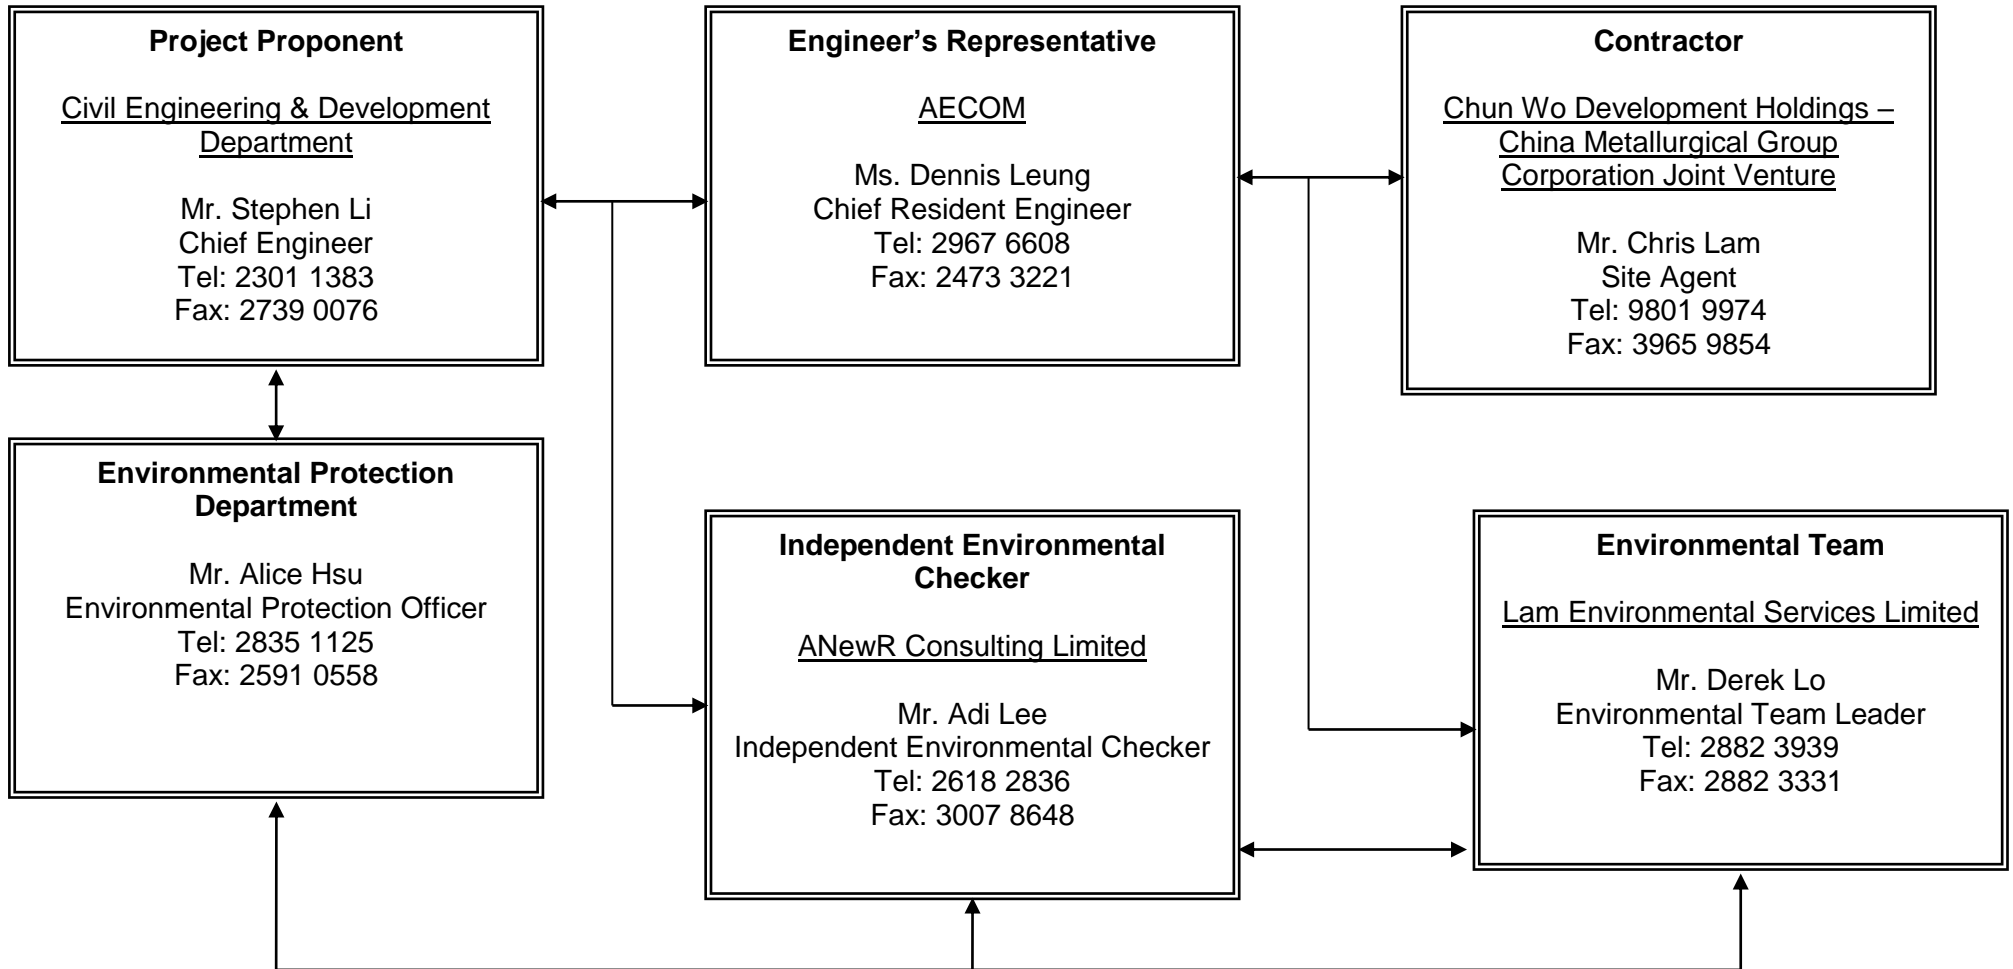 Project Proponent
Civil Engineering & Development
Department
Mr. Stephen Li
Chief Engineer
Tel: 2301 1383
Fax: 2739 0076
Engineer’s Representative
AECOM
Ms. Dennis Leung
Chief Resident Engineer
Tel: 2967 6608
Fax: 2473 3221
Contractor
Chun Wo Development Holdings –
China Metallurgical Group
Corporation Joint Venture
Mr. Chris Lam
Site Agent
Tel: 9801 9974
Fax: 3965 9854
Environmental Protection
Department
Mr. Alice Hsu
Environmental Protection Officer
Tel: 2835 1125
Fax: 2591 0558
Independent Environmental
Checker
ANewR Consulting Limited
Mr. Adi Lee
Independent Environmental Checker
Tel: 2618 2836
Fax: 3007 8648
Environmental Team
Lam Environmental Services Limited
Mr. Derek Lo
Environmental Team Leader
Tel: 2882 3939
Fax: 2882 3331